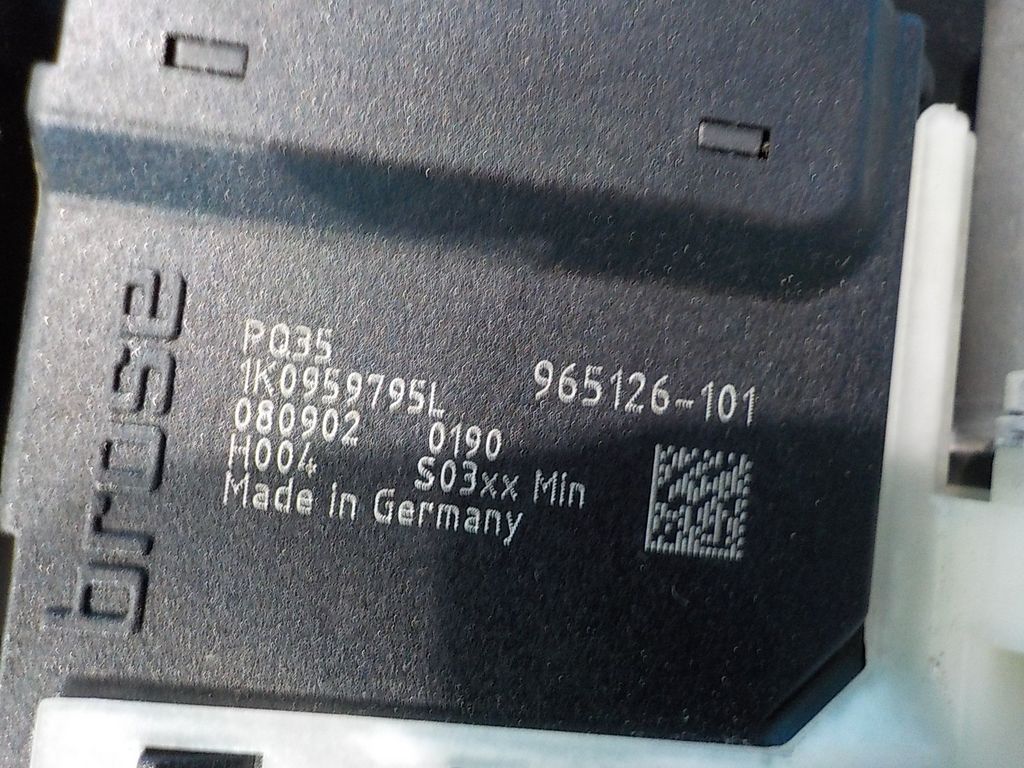 brose
PQ35
1K0959795L 965126-101
080902 0190
H004 S03xx Min
Made in Germany